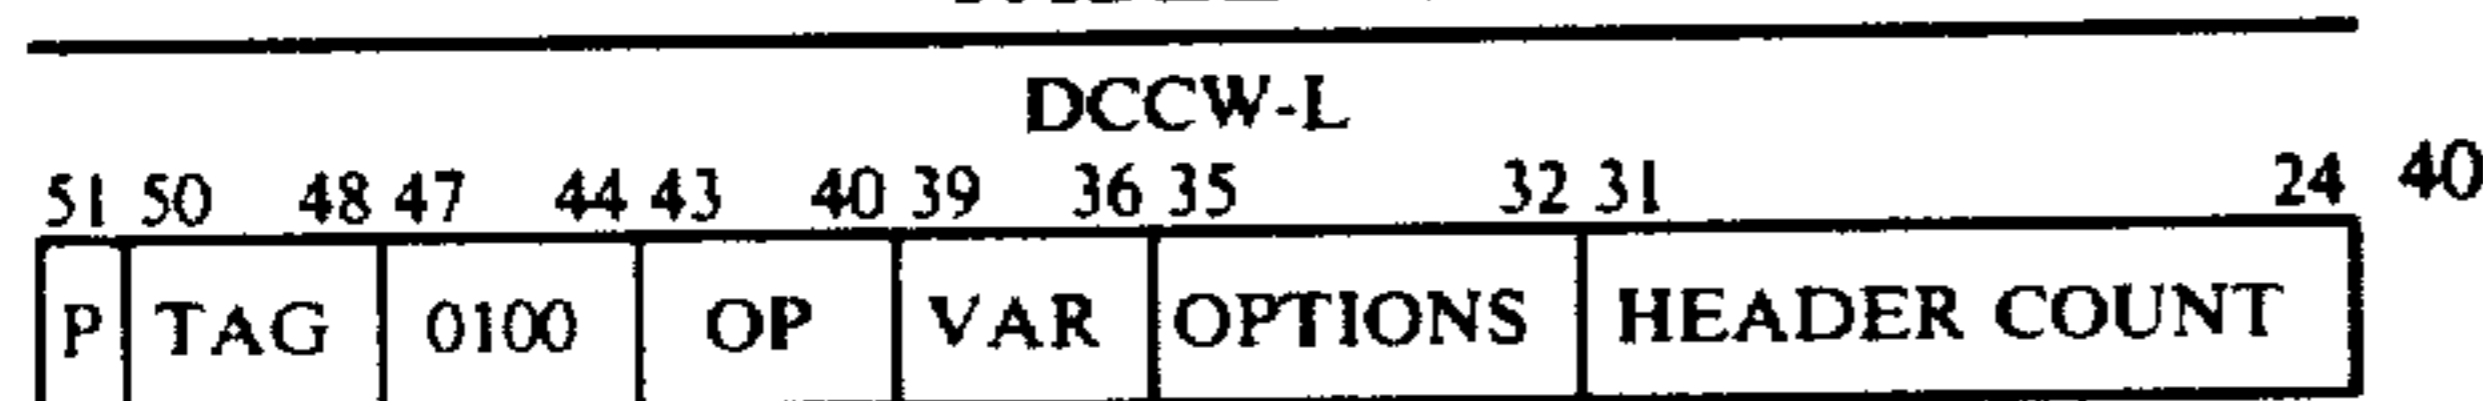 DCCW-L
51 50 48 47 44 43 40 39 36 35 32 31 24 40
P TAG 0100 OP VAR OPTIONS HEADER COUNT